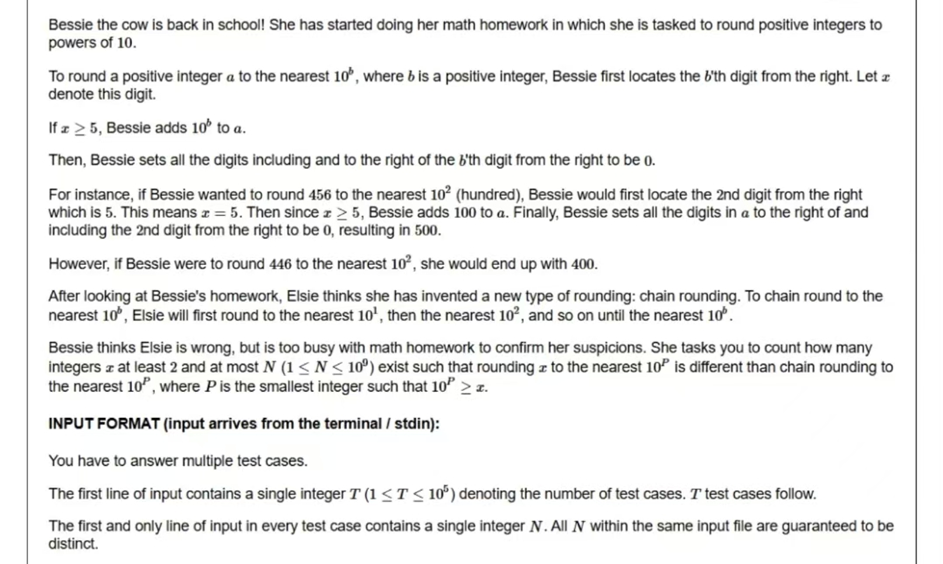 Bessie the cow is back in school! She has started doing her math homework in which she is tasked to round positive integers to
powers of 10.
To round a positive integer a to the nearest 10^b, where b is a positive integer, Bessie first locates the b'th digit from the right. Let x
denote this digit.
If x ≥ 5, Bessie adds 10^b to a.
Then, Bessie sets all the digits including and to the right of the b'th digit from the right to be 0.
For instance, if Bessie wanted to round 456 to the nearest 10^2 (hundred), Bessie would first locate the 2nd digit from the right
which is 5. This means x = 5. Then since x ≥ 5, Bessie adds 100 to a. Finally, Bessie sets all the digits in a to the right of and
including the 2nd digit from the right to be 0, resulting in 500.
However, if Bessie were to round 446 to the nearest 10^2, she would end up with 400.
After looking at Bessie's homework, Elsie thinks she has invented a new type of rounding: chain rounding. To chain round to the
nearest 10^b, Elsie will first round to the nearest 10^1, then the nearest 10^2, and so on until the nearest 10^b.
Bessie thinks Elsie is wrong, but is too busy with math homework to confirm her suspicions. She tasks you to count how many
integers x at least 2 and at most N (1 ≤ N ≤ 10^9) exist such that rounding x to the nearest 10^P is different than chain rounding to
the nearest 10^P, where P is the smallest integer such that 10^P ≥ x.
INPUT FORMAT (input arrives from the terminal / stdin):
You have to answer multiple test cases.
The first line of input contains a single integer T (1 ≤ T ≤ 10^5) denoting the number of test cases. T test cases follow.
The first and only line of input in every test case contains a single integer N. All N within the same input file are guaranteed to be
distinct.